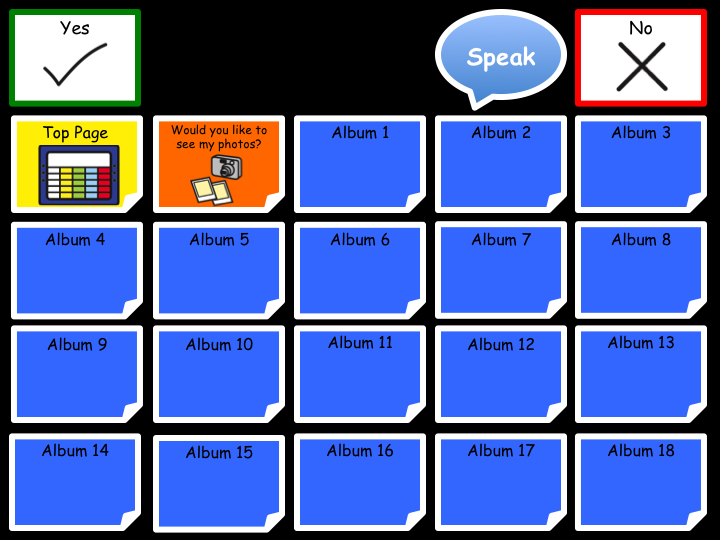 Yes
Speak
No
Top Page
Would you like to
see my photos?
Album 1
Album 2
Album 3
Album 4
Album 5
Album 6
Album 7
Album 8
Album 9
Album 10
Album 11
Album 12
Album 13
Album 14
Album 15
Album 16
Album 17
Album 18